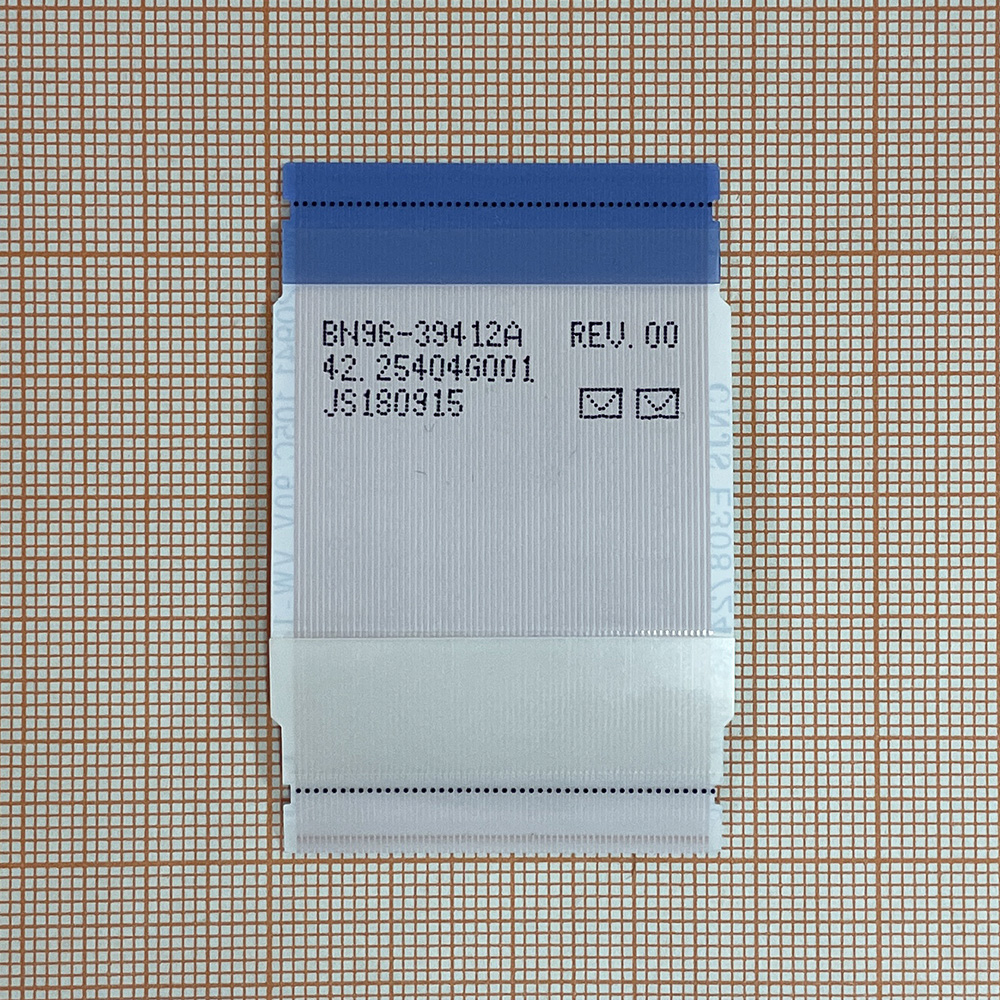 BN96-39412A REV. 00
42. 25404G001
JS180915